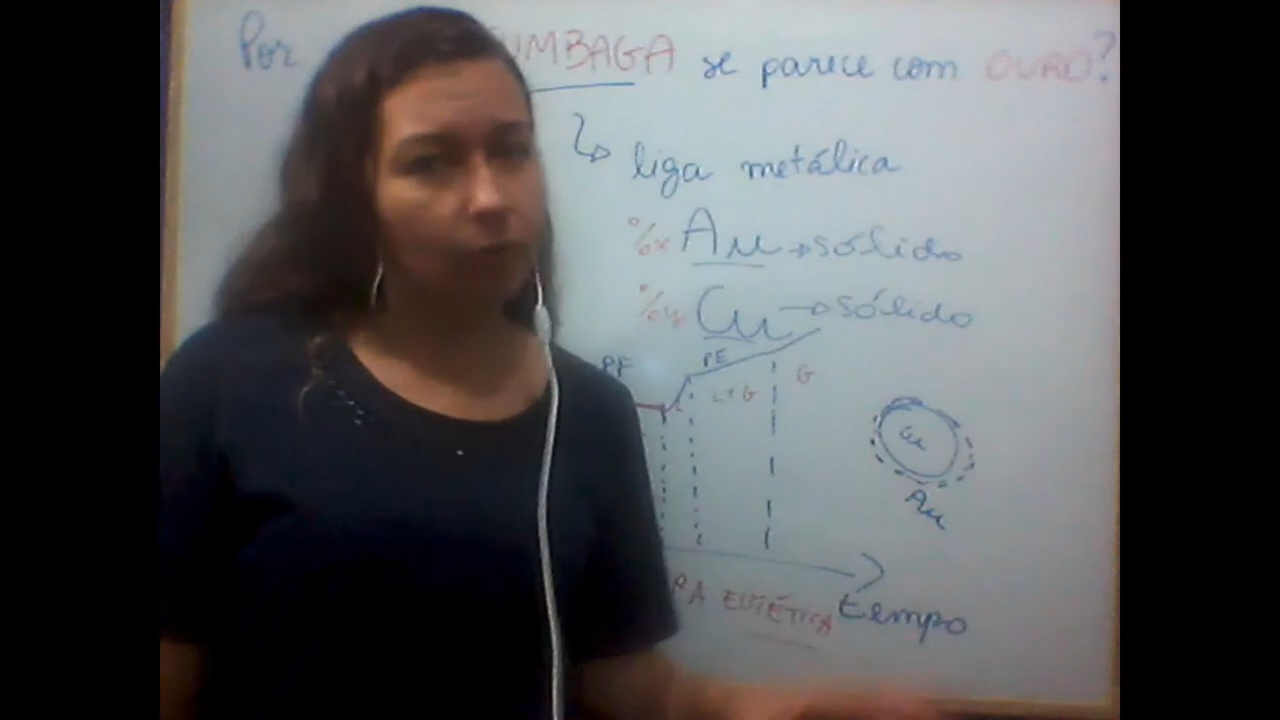 Por UMBAGA se parece com OURO?
liga metálica
%x Au → sólido
%y Cu → sólido
PF PE
L+G G
Cu
Au
RA EUTÉTICA tempo